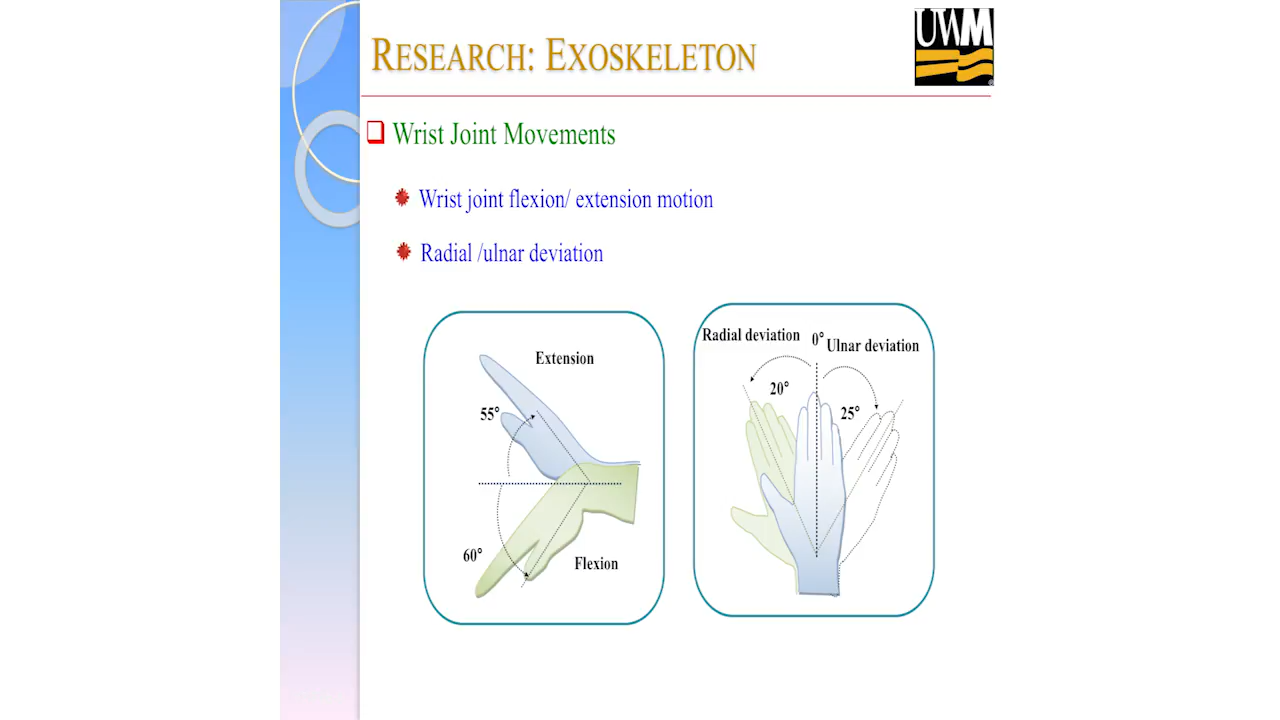 RESEARCH: EXOSKELETON
UWM
Wrist Joint Movements
Wrist joint flexion/ extension motion
Radial /ulnar deviation
Extension
55°
60°
Flexion
Radial deviation
0°
Ulnar deviation
20°
25°